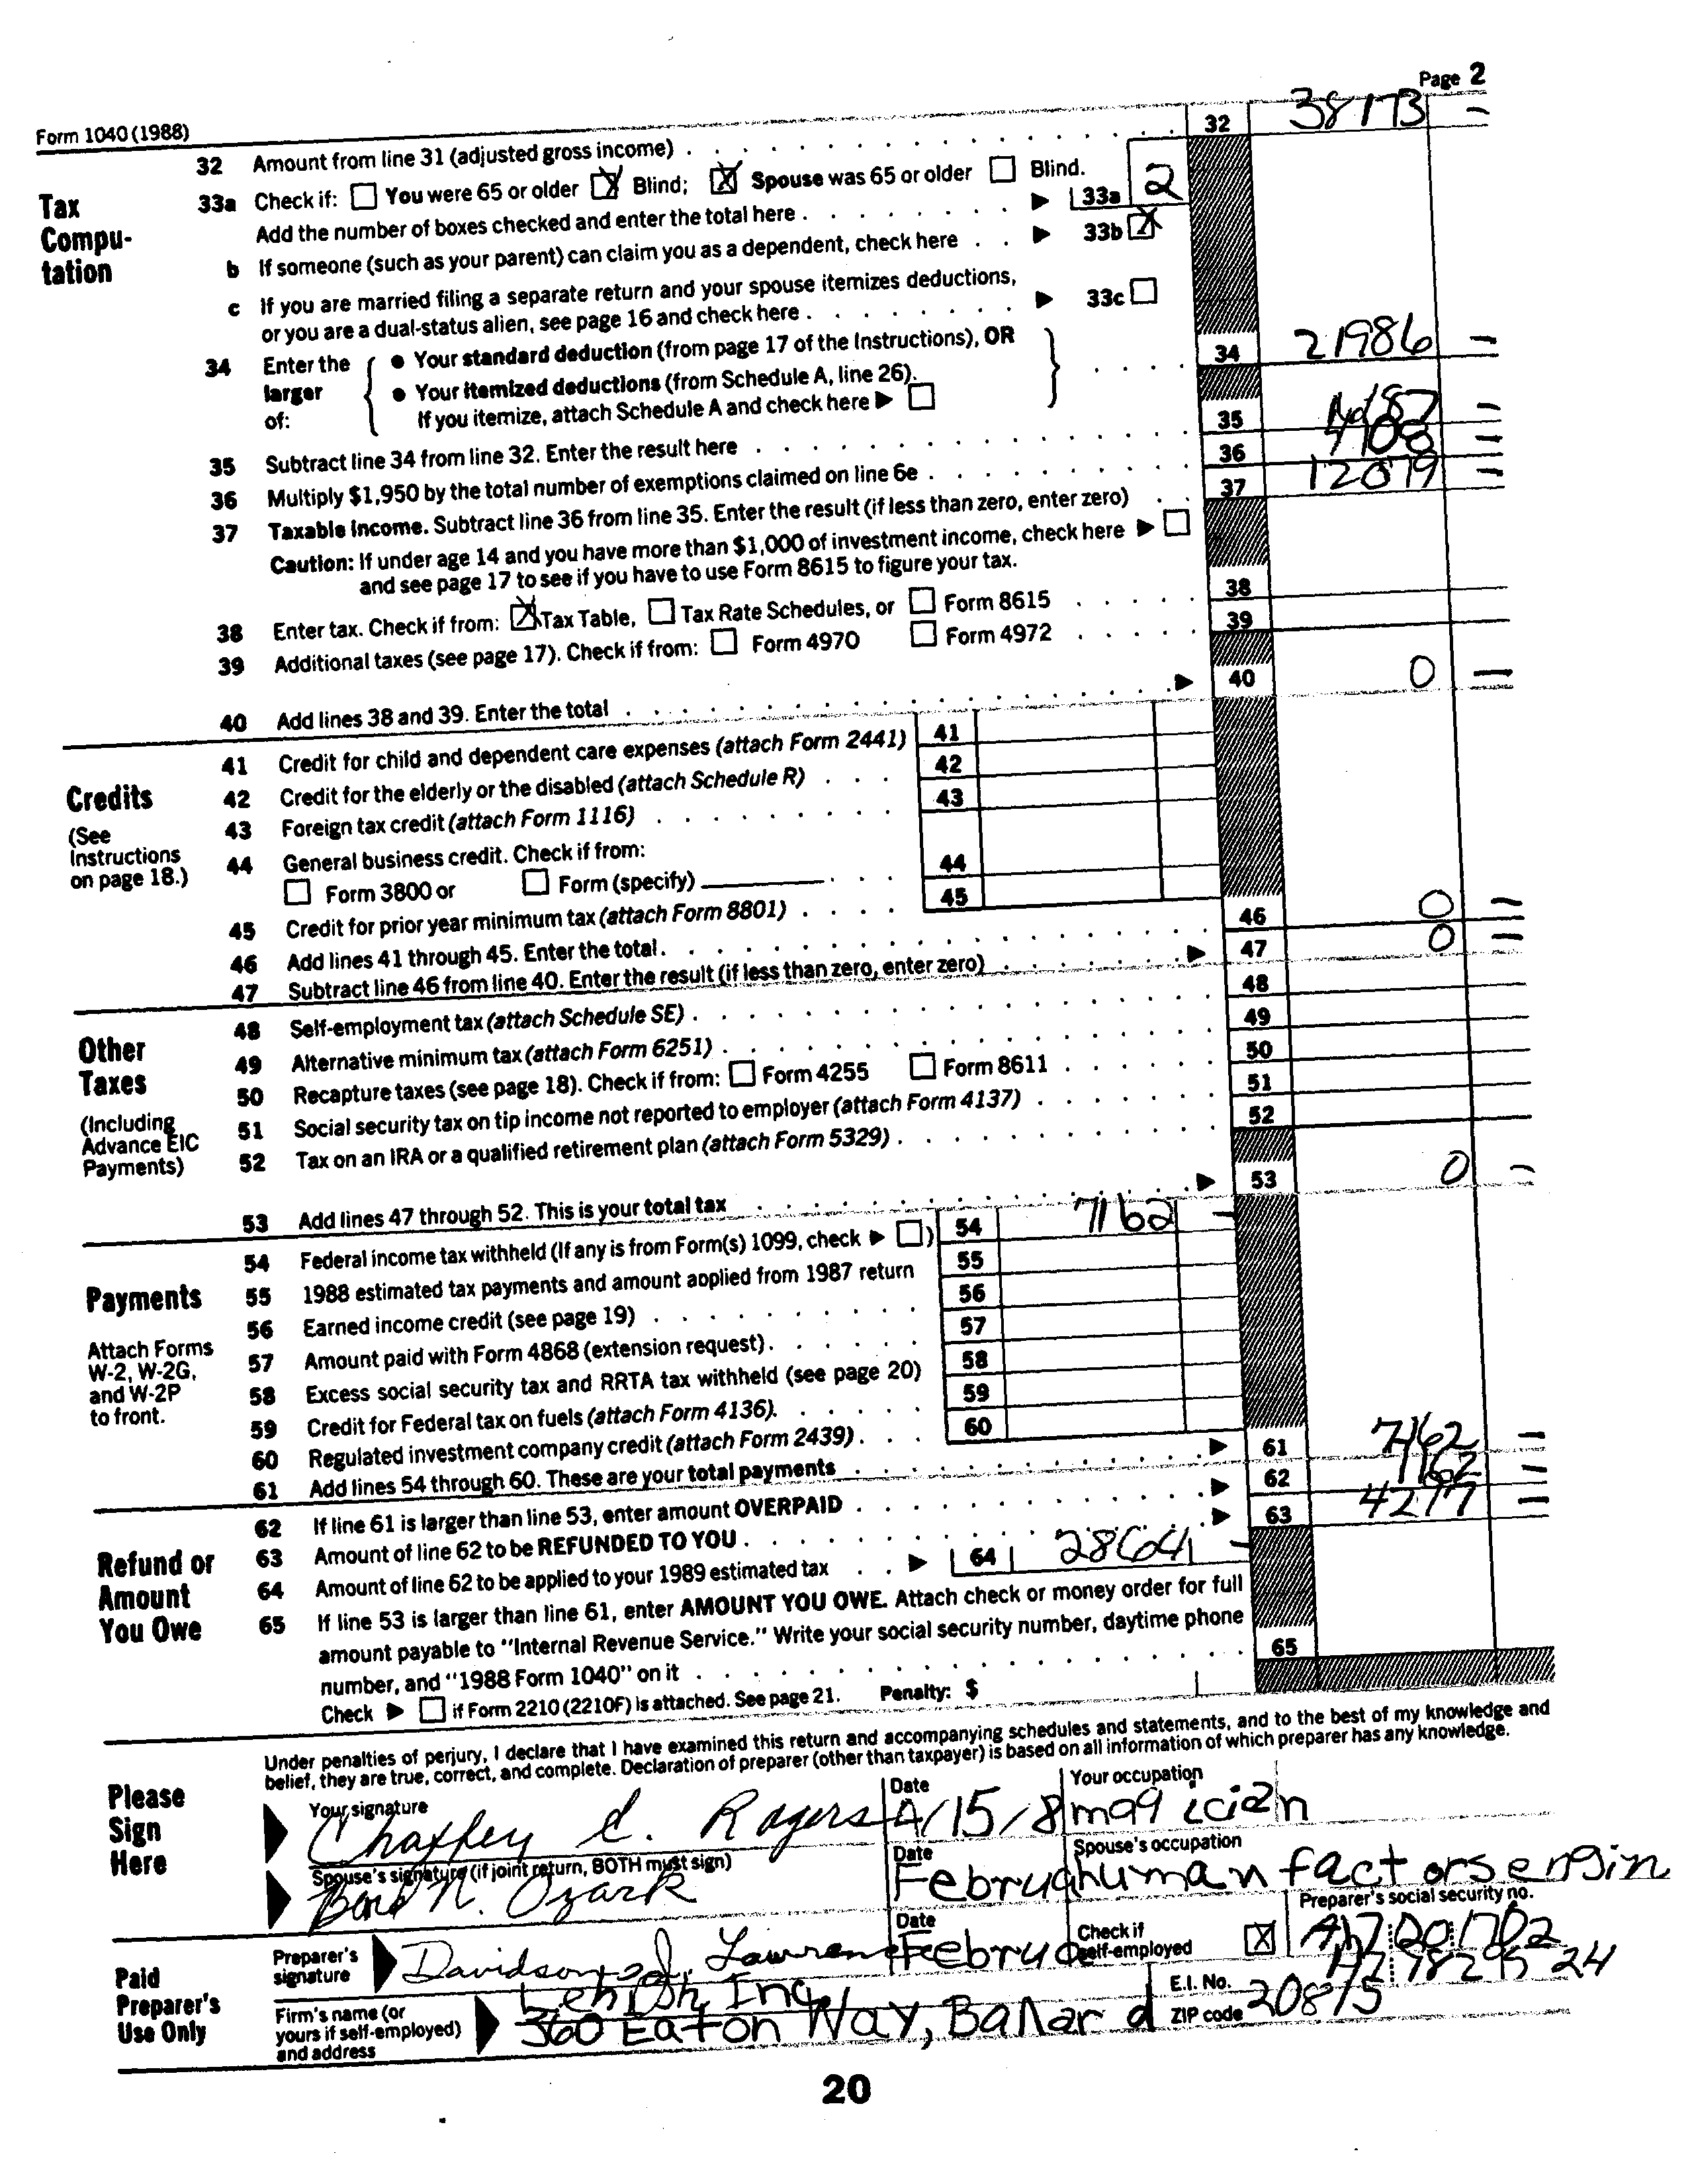 Page 2
Form 1040 (1988)
32 Amount from line 31 (adjusted gross income) 32 38173 –
Tax Compu-tation
33a Check if: You were 65 or older X Blind; X Spouse was 65 or older Blind.
Add the number of boxes checked and enter the total here 33a 2
b If someone (such as your parent) can claim you as a dependent, check here 33b X
c If you are married filing a separate return and your spouse itemizes deductions,
or you are a dual-status alien, see page 16 and check here 33c
34 Enter the larger of:
• Your standard deduction (from page 17 of the Instructions), OR
• Your itemized deductions (from Schedule A, line 26).
If you itemize, attach Schedule A and check here
34 21986 –
35 Subtract line 34 from line 32. Enter the result here 35
36 Multiply $1,950 by the total number of exemptions claimed on line 6e 36
37 Taxable Income. Subtract line 36 from line 35. Enter the result (if less than zero, enter zero) 37
Caution: If under age 14 and you have more than $1,000 of investment income, check here
and see page 17 to see if you have to use Form 8615 to figure your tax.
38 Enter tax. Check if from: X Tax Table, Tax Rate Schedules, or Form 8615 38
39 Additional taxes (see page 17). Check if from: Form 4970 Form 4972 39
40 Add lines 38 and 39. Enter the total 40 0 –
Credits
(See Instructions on page 18.)
41 Credit for child and dependent care expenses (attach Form 2441) 41
42 Credit for the elderly or the disabled (attach Schedule R) 42
43 Foreign tax credit (attach Form 1116) 43
44 General business credit. Check if from:
Form 3800 or Form (specify) 44
45 Credit for prior year minimum tax (attach Form 8801) 45
46 Add lines 41 through 45. Enter the total. 46 0 –
47 Subtract line 46 from line 40. Enter the result (if less than zero, enter zero) 47 0 –
Other Taxes
(Including Advance EIC Payments)
48 Self-employment tax (attach Schedule SE) 48
49 Alternative minimum tax (attach Form 6251) 49
50 Recapture taxes (see page 18). Check if from: Form 4255 Form 8611 50
51 Social security tax on tip income not reported to employer (attach Form 4137) 51
52 Tax on an IRA or a qualified retirement plan (attach Form 5329) 52
53 Add lines 47 through 52. This is your total tax 53 0 –
Payments
Attach Forms W-2, W-2G, and W-2P to front.
54 Federal income tax withheld (If any is from Form(s) 1099, check ) 54 7162 –
55 1988 estimated tax payments and amount applied from 1987 return 55
56 Earned income credit (see page 19) 56
57 Amount paid with Form 4868 (extension request). 57
58 Excess social security tax and RRTA tax withheld (see page 20) 58
59 Credit for Federal tax on fuels (attach Form 4136). 59
60 Regulated investment company credit (attach Form 2439) 60
61 Add lines 54 through 60. These are your total payments 61 7162 –
Refund or Amount You Owe
62 If line 61 is larger than line 53, enter amount OVERPAID 62 7162 –
63 Amount of line 62 to be REFUNDED TO YOU 63 –
64 Amount of line 62 to be applied to your 1989 estimated tax 64 –
65 If line 53 is larger than line 61, enter AMOUNT YOU OWE. Attach check or money order for full
amount payable to "Internal Revenue Service." Write your social security number, daytime phone
number, and "1988 Form 1040" on it 65
Check if Form 2210 (2210F) is attached. See page 21. Penalty: $
Under penalties of perjury, I declare that I have examined this return and accompanying schedules and statements, and to the best of my knowledge and
belief, they are true, correct, and complete. Declaration of preparer (other than taxpayer) is based on all information of which preparer has any knowledge.
Please Sign Here
Your signature Rogers Date 4/15/8 Your occupation magician
Spouse's signature (if joint return, BOTH must sign) N. Ozark Date Februa Spouse's occupation human factors engin
Paid Preparer's Use Only
Preparer's signature Date Februa Check if self-employed X Preparer's social security no.
Firm's name (or yours if self-employed) and address Inc. E.I. No.
360 Eaton Way, Ballard ZIP code 20815
20